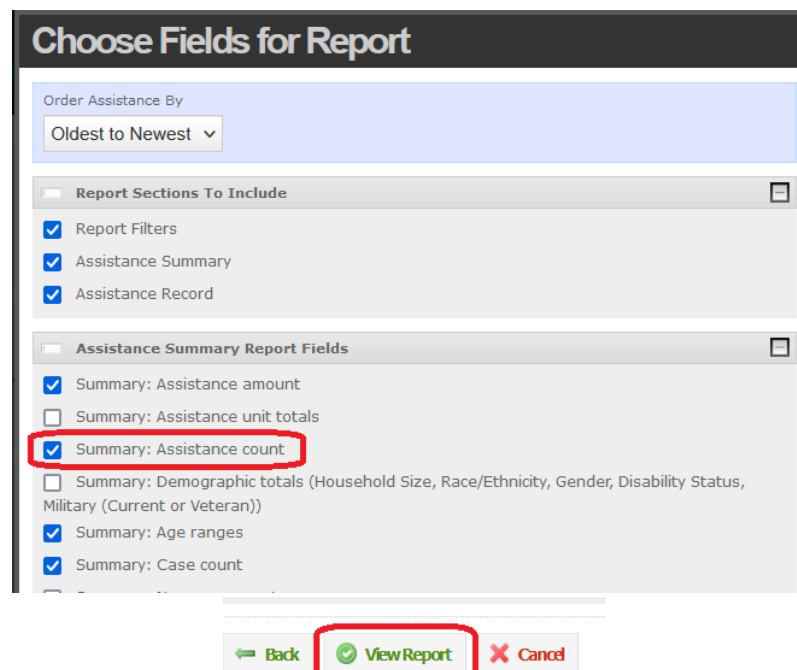 Choose Fields for Report
Order Assistance By
Oldest to Newest
Report Sections To Include
Report Filters
Assistance Summary
Assistance Record
Assistance Summary Report Fields
Summary: Assistance amount
Summary: Assistance unit totals
Summary: Assistance count
Summary: Demographic totals (Household Size, Race/Ethnicity, Gender, Disability Status,
Military (Current or Veteran))
Summary: Age ranges
Summary: Case count
Back View Report Cancel